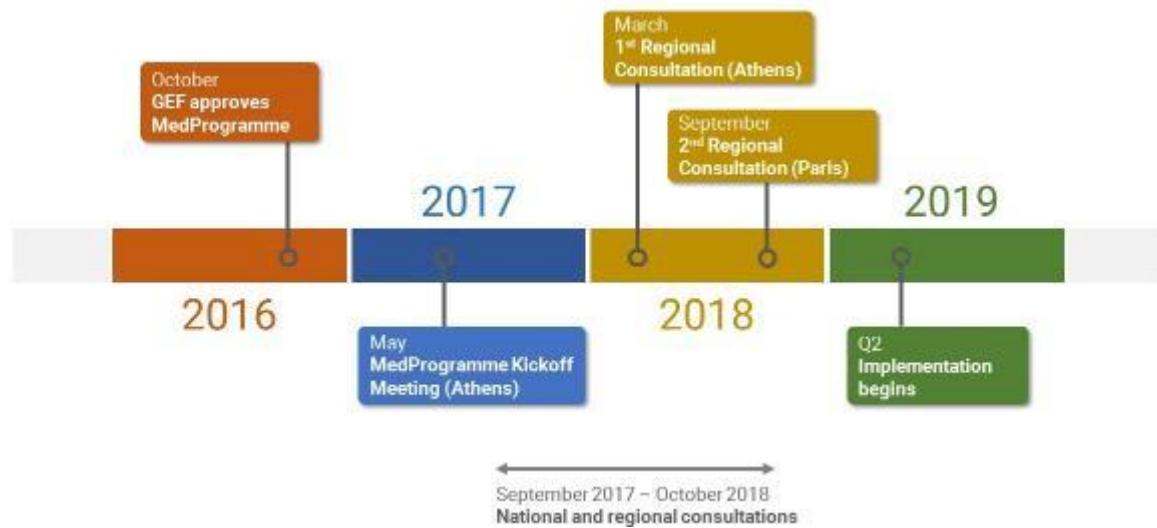 October
GEF approves
MedProgramme
March
1st Regional
Consultation (Athens)
September
2nd Regional
Consultation (Paris)
2017
2019
2016
2018
May
MedProgramme Kickoff
Meeting (Athens)
Q2
Implementation
begins
September 2017 – October 2018
National and regional consultations